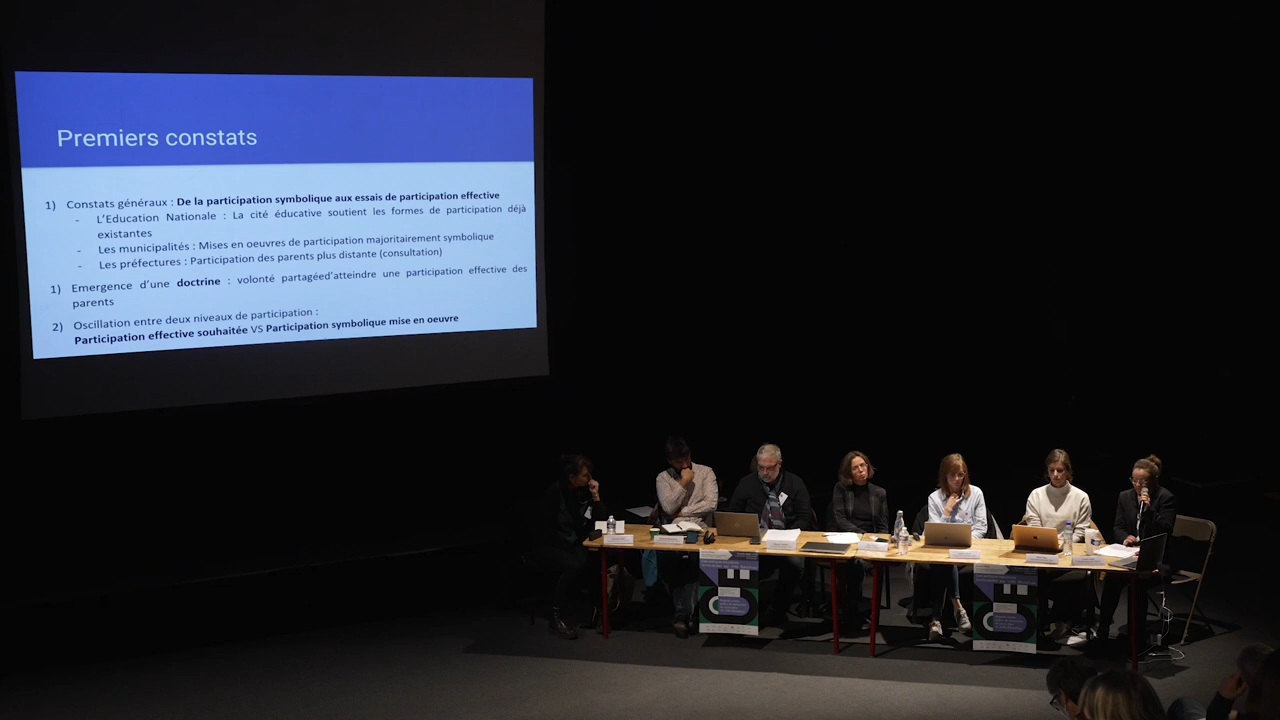 Premiers constats
1) Constats généraux : De la participation symbolique aux essais de participation effective
- L'Education Nationale : La cité éducative soutient les formes de participation déjà
existantes
- Les municipalités : Mises en oeuvres de participation majoritairement symbolique
- Les préfectures : Participation des parents plus distante (consultation)
1) Emergence d'une doctrine : volonté partagéed'atteindre une participation effective des
parents
2) Oscillation entre deux niveaux de participation :
Participation effective souhaitée VS Participation symbolique mise en oeuvre